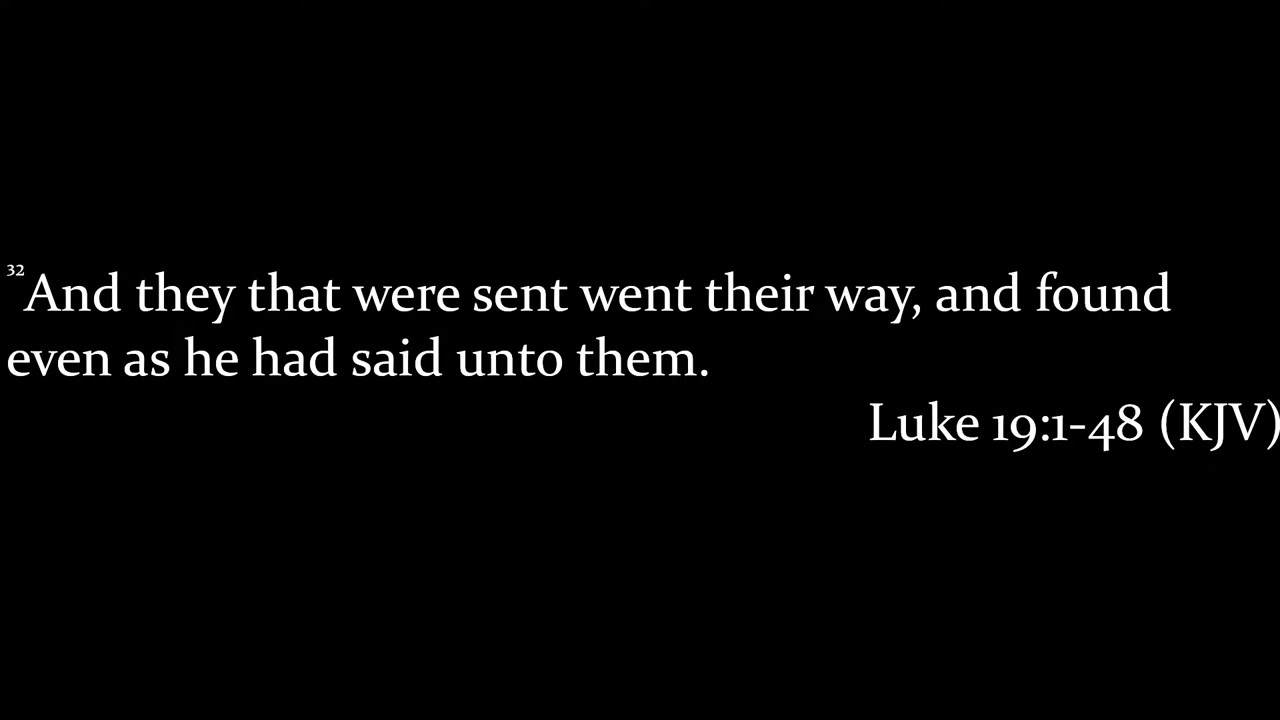 32And they that were sent went their way, and found
even as he had said unto them.
Luke 19:1-48 (KJV)